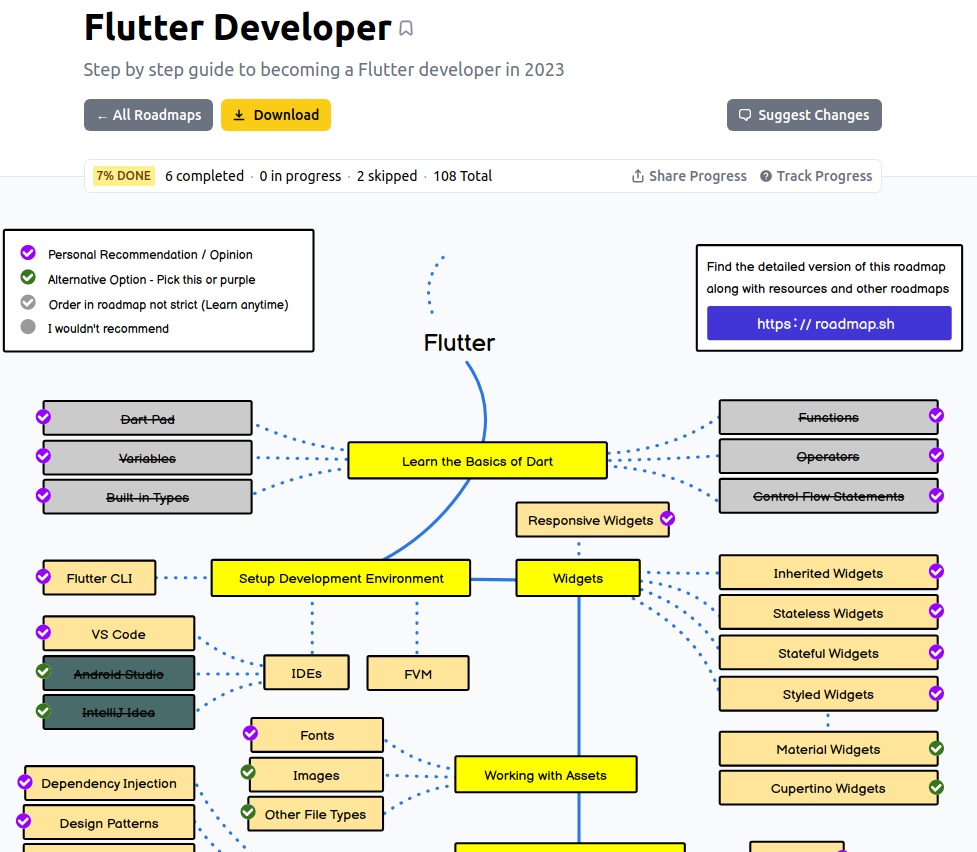 Flutter Developer
Step by step guide to becoming a Flutter developer in 2023
← All Roadmaps
Download
Suggest Changes
7% DONE 6 completed · 0 in progress · 2 skipped · 108 Total
Share Progress
Track Progress
Personal Recommendation / Opinion
Alternative Option - Pick this or purple
Order in roadmap not strict (Learn anytime)
I wouldn't recommend
Find the detailed version of this roadmap
along with resources and other roadmaps
https://roadmap.sh
Flutter
Dart Pad
Variables
Built-in Types
Learn the Basics of Dart
Functions
Operators
Control Flow Statements
Responsive Widgets
Flutter CLI
Setup Development Environment
Widgets
Inherited Widgets
Stateless Widgets
Stateful Widgets
Styled Widgets
Material Widgets
Cupertino Widgets
VS Code
Android Studio
IntelliJ Idea
IDEs
FVM
Fonts
Images
Other File Types
Working with Assets
Dependency Injection
Design Patterns